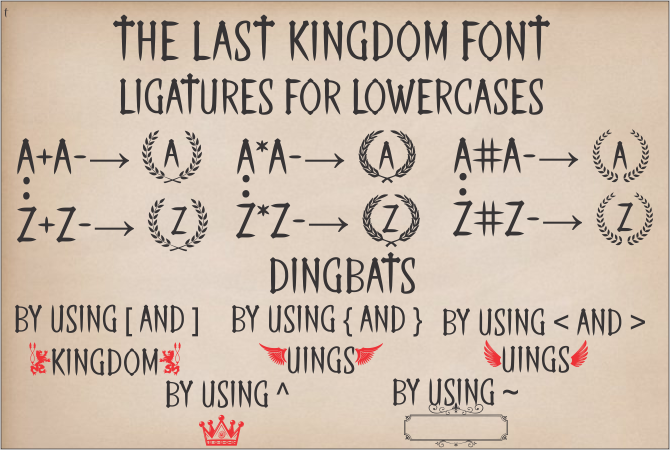 t
THE LAST KINGDOM FONT
LIGATURES FOR LOWERCASES
A+A-→ A A*A-→ A A#A-→ A
Z+Z-→ Z Z*Z-→ Z Z#Z-→ Z
DINGBATS
BY USING [ AND ] BY USING { AND } BY USING < AND >
KINGDOM UINGS UINGS
BY USING ^ BY USING ~